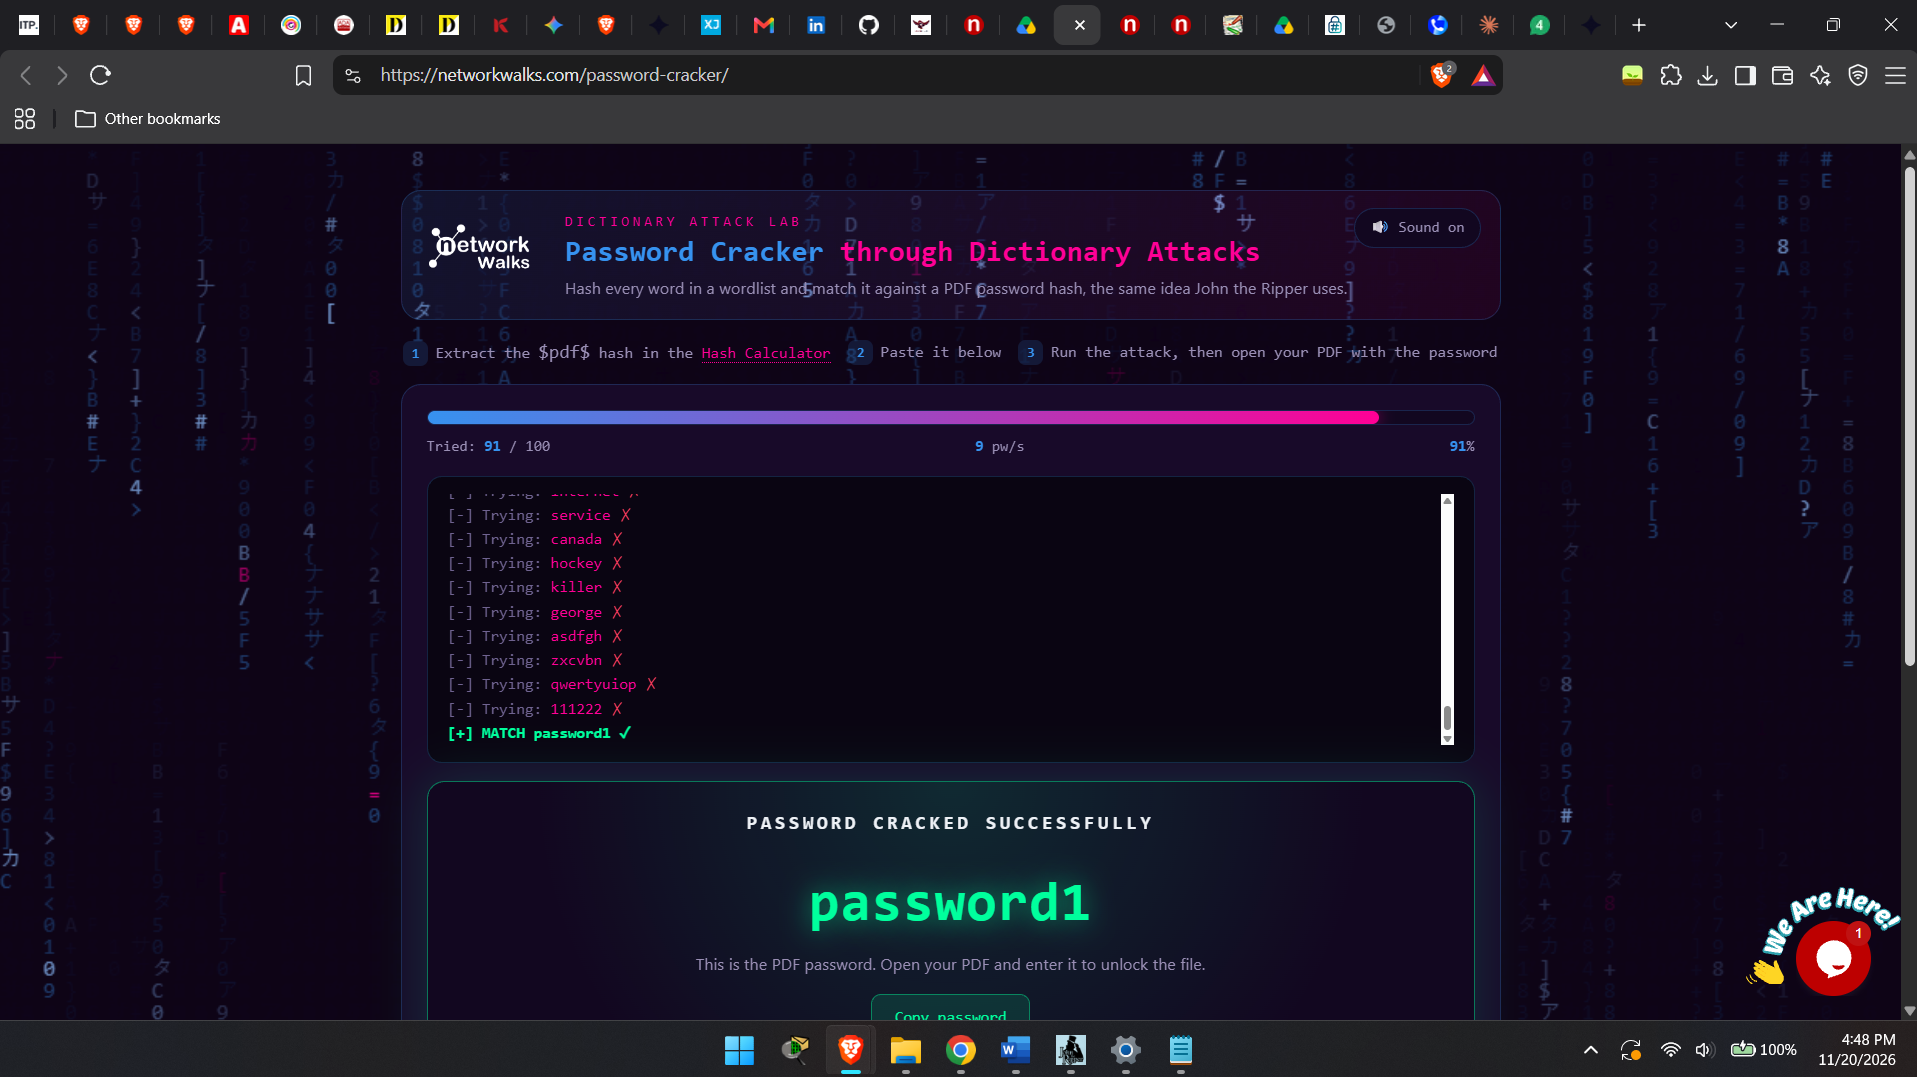 https://networkwalks.com/password-cracker/
2
Other bookmarks
network
Walks
DICTIONARY ATTACK LAB
Password Cracker through Dictionary Attacks
Hash every word in a wordlist and match it against a PDF password hash, the same idea John the Ripper uses.
Sound on
1 Extract the $pdf$ hash in the Hash Calculator 2 Paste it below 3 Run the attack, then open your PDF with the password
Tried: 91 / 100
9 pw/s
91%
[-] Trying: internet ✗
[-] Trying: service ✗
[-] Trying: canada ✗
[-] Trying: hockey ✗
[-] Trying: killer ✗
[-] Trying: george ✗
[-] Trying: asdfgh ✗
[-] Trying: zxcvbn ✗
[-] Trying: qwertyuiop ✗
[-] Trying: 111222 ✗
[+] MATCH password1 ✓
PASSWORD CRACKED SUCCESSFULLY
password1
This is the PDF password. Open your PDF and enter it to unlock the file.
Copy password
We Are Here!
1
100%
4:48 PM
11/20/2026